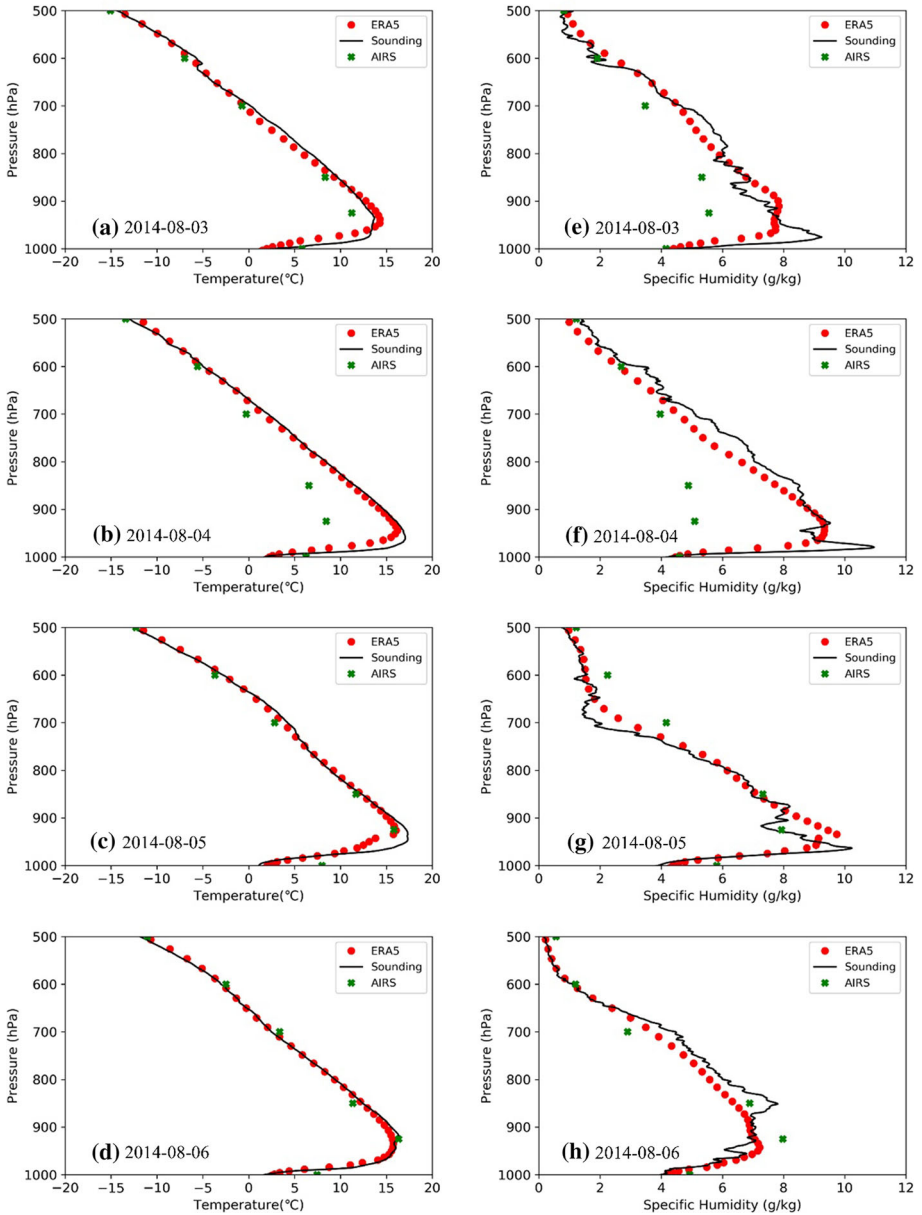 500
600
700
800
900
1000
Pressure (hPa)
ERA5
Sounding
AIRS
(a) 2014-08-03
−20 −15 −10 −5 0 5 10 15 20
Temperature(℃)
500
600
700
800
900
1000
Pressure (hPa)
ERA5
Sounding
AIRS
(e) 2014-08-03
0 2 4 6 8 10 12
Specific Humidity (g/kg)
500
600
700
800
900
1000
Pressure (hPa)
ERA5
Sounding
AIRS
(b) 2014-08-04
−20 −15 −10 −5 0 5 10 15 20
Temperature(℃)
500
600
700
800
900
1000
Pressure (hPa)
ERA5
Sounding
AIRS
(f) 2014-08-04
0 2 4 6 8 10 12
Specific Humidity (g/kg)
500
600
700
800
900
1000
Pressure (hPa)
ERA5
Sounding
AIRS
(c) 2014-08-05
−20 −15 −10 −5 0 5 10 15 20
Temperature(℃)
500
600
700
800
900
1000
Pressure (hPa)
ERA5
Sounding
AIRS
(g) 2014-08-05
0 2 4 6 8 10 12
Specific Humidity (g/kg)
500
600
700
800
900
1000
Pressure (hPa)
ERA5
Sounding
AIRS
(d) 2014-08-06
−20 −15 −10 −5 0 5 10 15 20
Temperature(℃)
500
600
700
800
900
1000
Pressure (hPa)
ERA5
Sounding
AIRS
(h) 2014-08-06
0 2 4 6 8 10 12
Specific Humidity (g/kg)